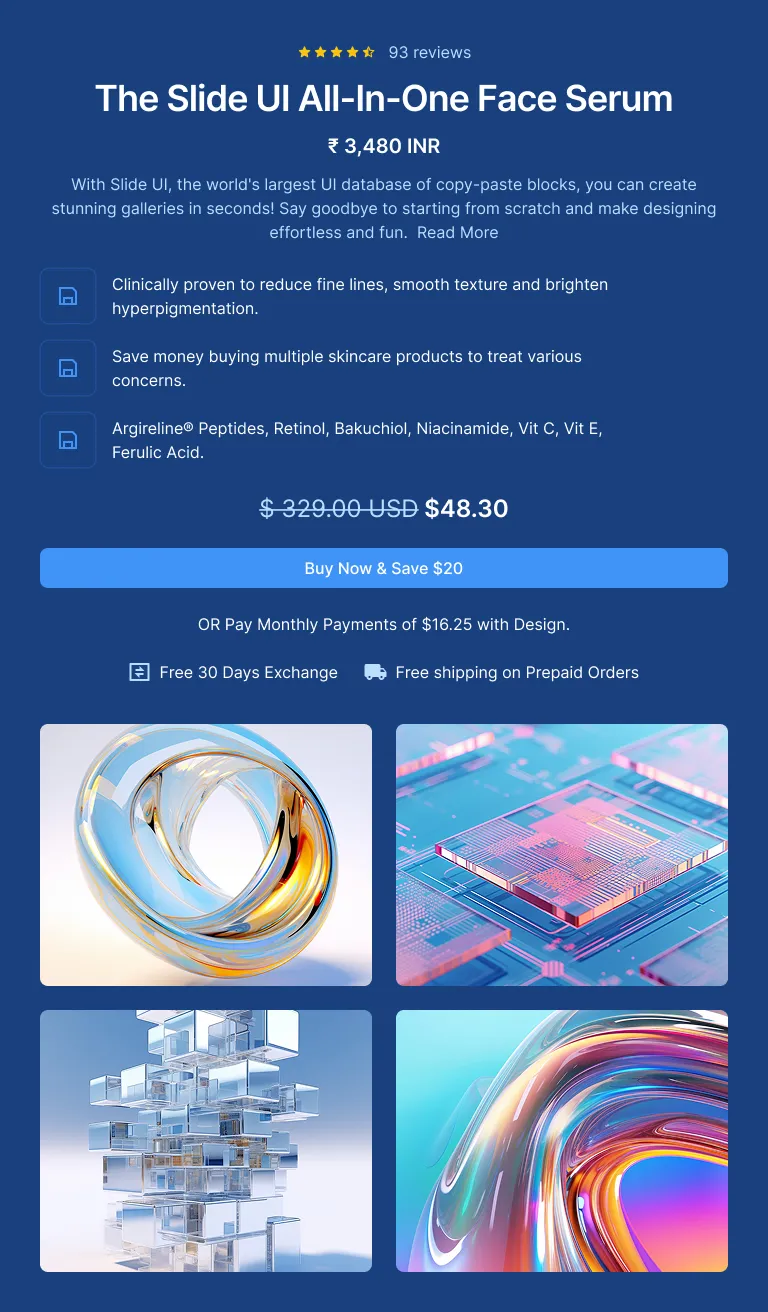 93 reviews
The Slide UI All-In-One Face Serum
₹ 3,480 INR
With Slide UI, the world's largest UI database of copy-paste blocks, you can create
stunning galleries in seconds! Say goodbye to starting from scratch and make designing
effortless and fun. Read More
Clinically proven to reduce fine lines, smooth texture and brighten
hyperpigmentation.
Save money buying multiple skincare products to treat various
concerns.
Argireline® Peptides, Retinol, Bakuchiol, Niacinamide, Vit C, Vit E,
Ferulic Acid.
$ 329.00 USD $48.30
Buy Now & Save $20
OR Pay Monthly Payments of $16.25 with Design.
Free 30 Days Exchange Free shipping on Prepaid Orders